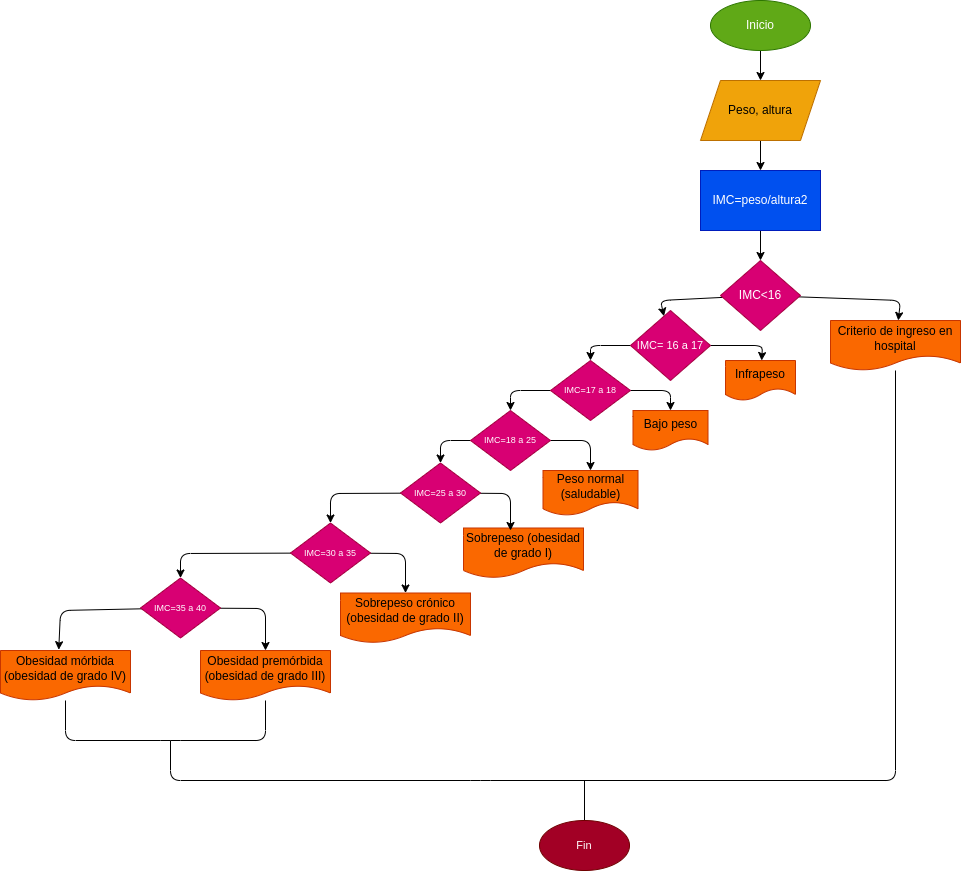 Inicio
Peso, altura
IMC=peso/altura2
IMC<16
Criterio de ingreso en
hospital
IMC= 16 a 17
Infrapeso
IMC=17 a 18
Bajo peso
IMC=18 a 25
Peso normal
(saludable)
IMC=25 a 30
Sobrepeso (obesidad
de grado I)
IMC=30 a 35
Sobrepeso crónico
(obesidad de grado II)
IMC=35 a 40
Obesidad mórbida
(obesidad de grado IV)
Obesidad premórbida
(obesidad de grado III)
Fin